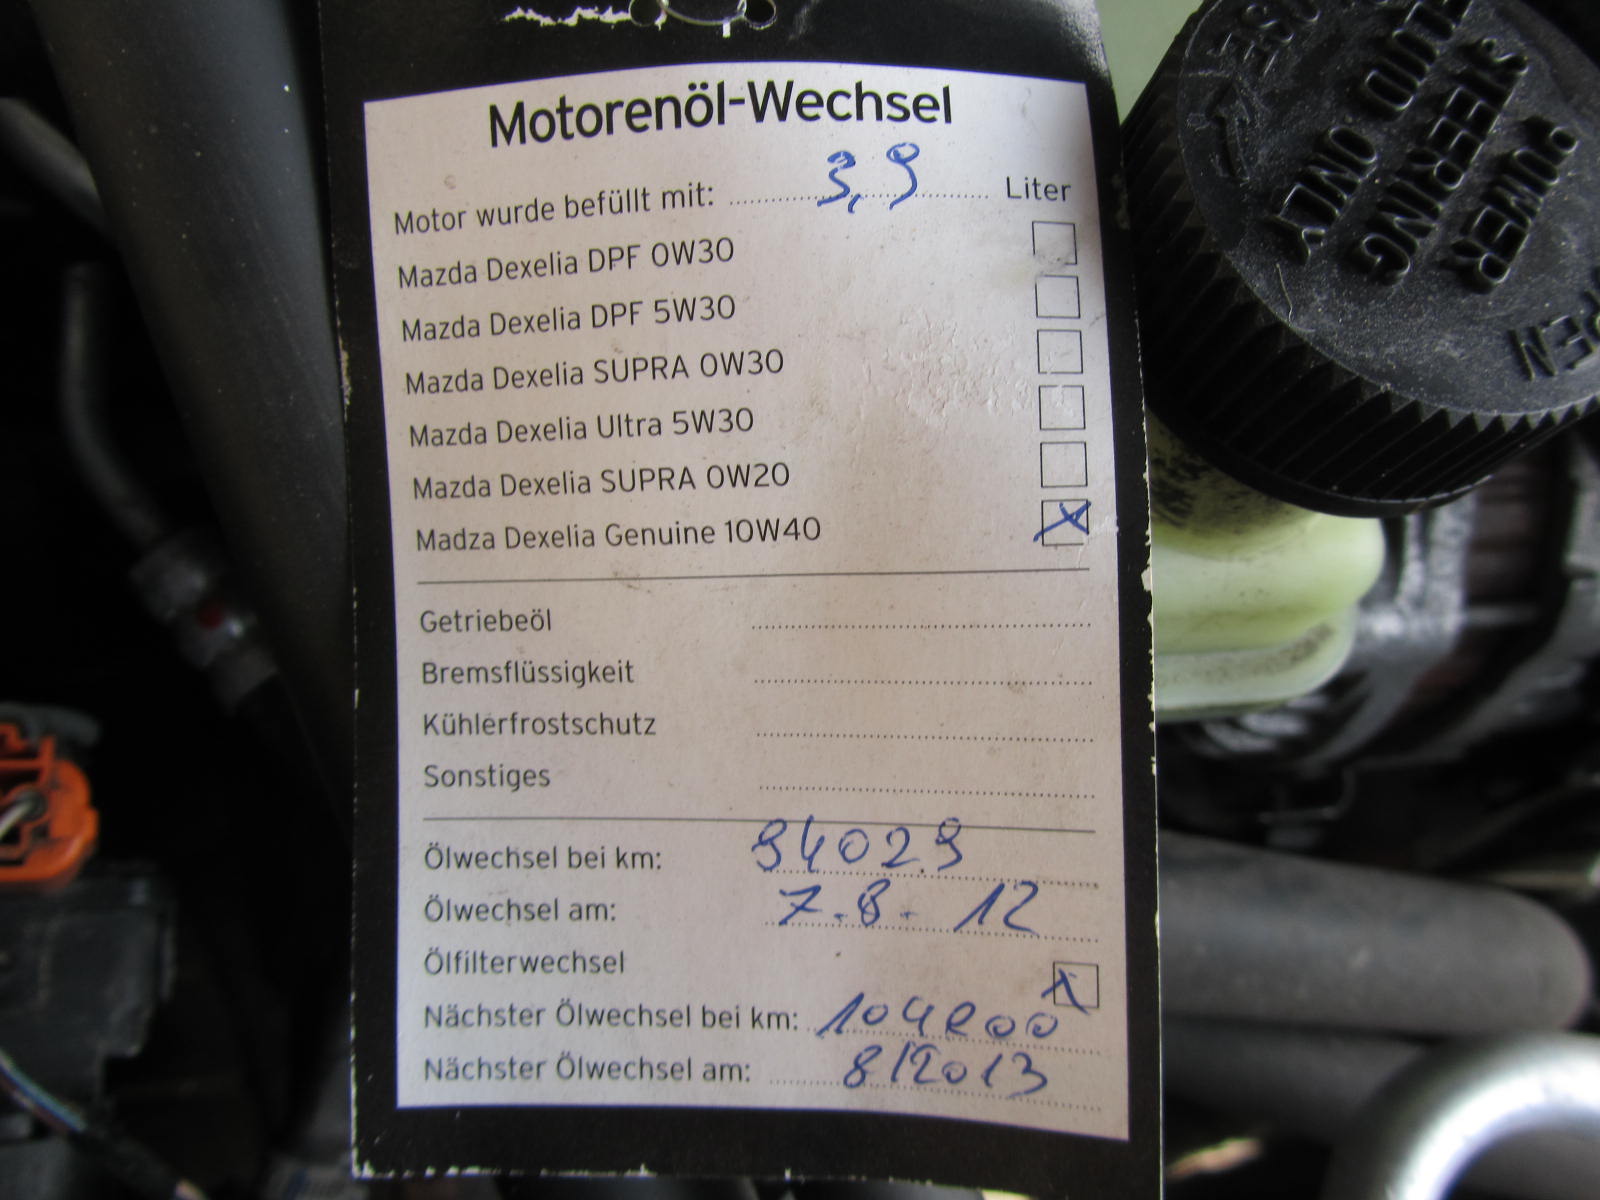 Motorenöl-Wechsel
Motor wurde befüllt mit: 3,9 Liter
Mazda Dexelia DPF 0W30
Mazda Dexelia DPF 5W30
Mazda Dexelia SUPRA 0W30
Mazda Dexelia Ultra 5W30
Mazda Dexelia SUPRA 0W20
Madza Dexelia Genuine 10W40 X
Getriebeöl
Bremsflüssigkeit
Kühlerfrostschutz
Sonstiges
Ölwechsel bei km: 94029
Ölwechsel am: 7.8. 12
Ölfilterwechsel X
Nächster Ölwechsel bei km: 104000
Nächster Ölwechsel am: 8/2013
POWER
STEERING
FLUID
ONLY